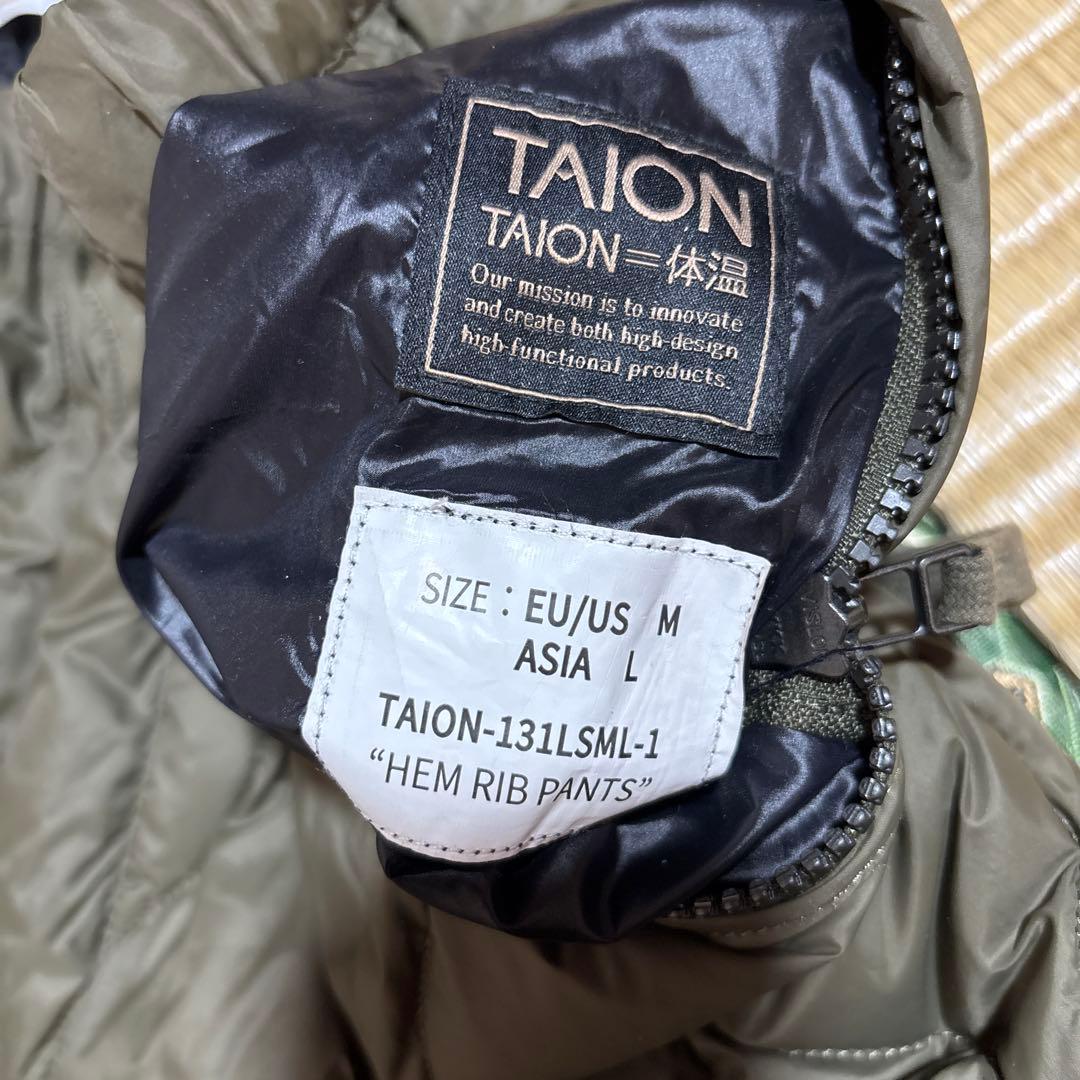 TAION
TAION=体温
Our mission is to innovate
and create both high-design
high-functional products.
SIZE : EU/US M
ASIA L
TAION-131LSML-1
“HEM RIB PANTS”